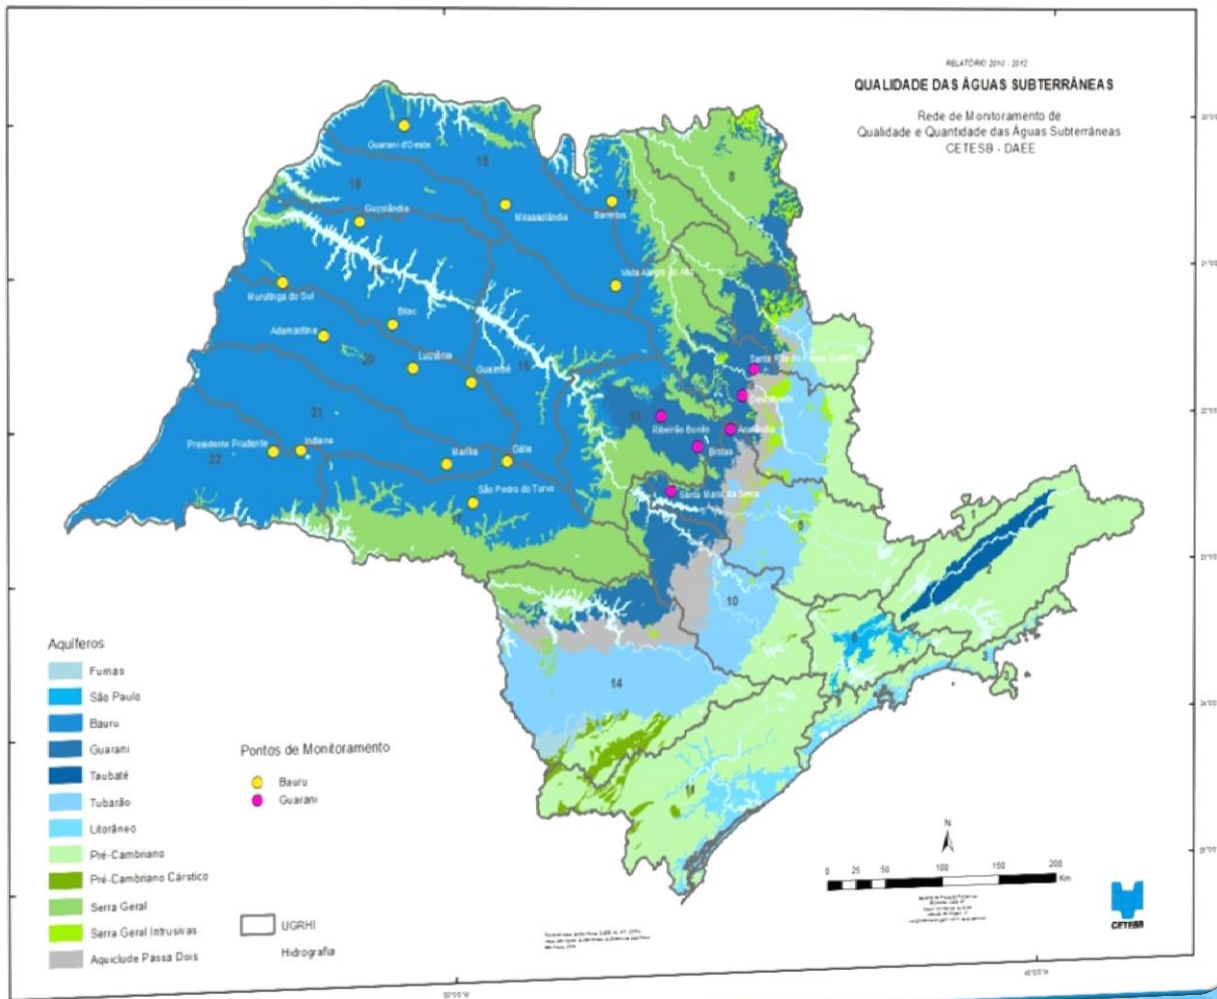 RELATÓRIO 2010 - 2012
QUALIDADE DAS ÁGUAS SUBTERRÂNEAS
Rede de Monitoramento de
Qualidade e Quantidade das Águas Subterrâneas
CETESB - DAEE
Guarani d'Oeste
15
8
18
12
Guzolândia
Mirassolândia
Barretos
Vista Alegre do Alto
Murutinga do Sul
Bilac
Adamantina
20
Luiziânia
16
Guaimbê
Santa Rita do Passa Quatro
9
Descalvado
21
13
Ribeirão Bonito
Analândia
Presidente Prudente
Indiana
Brotas
22
Marília
Gália
São Pedro do Turvo
Santa Maria da Serra
1
5
2
10
6
3
14
11
Aquíferos
Furnas
São Paulo
Bauru
Guarani
Taubaté
Tubarão
Litorâneo
Pré-Cambriano
Pré-Cambriano Cárstico
Serra Geral
Serra Geral Intrusivas
Aquiclude Passa Dois
Pontos de Monitoramento
Bauru
Guarani
UGRHI
Hidrografia
N
0 25 50 100 150 200
Km
CETESB